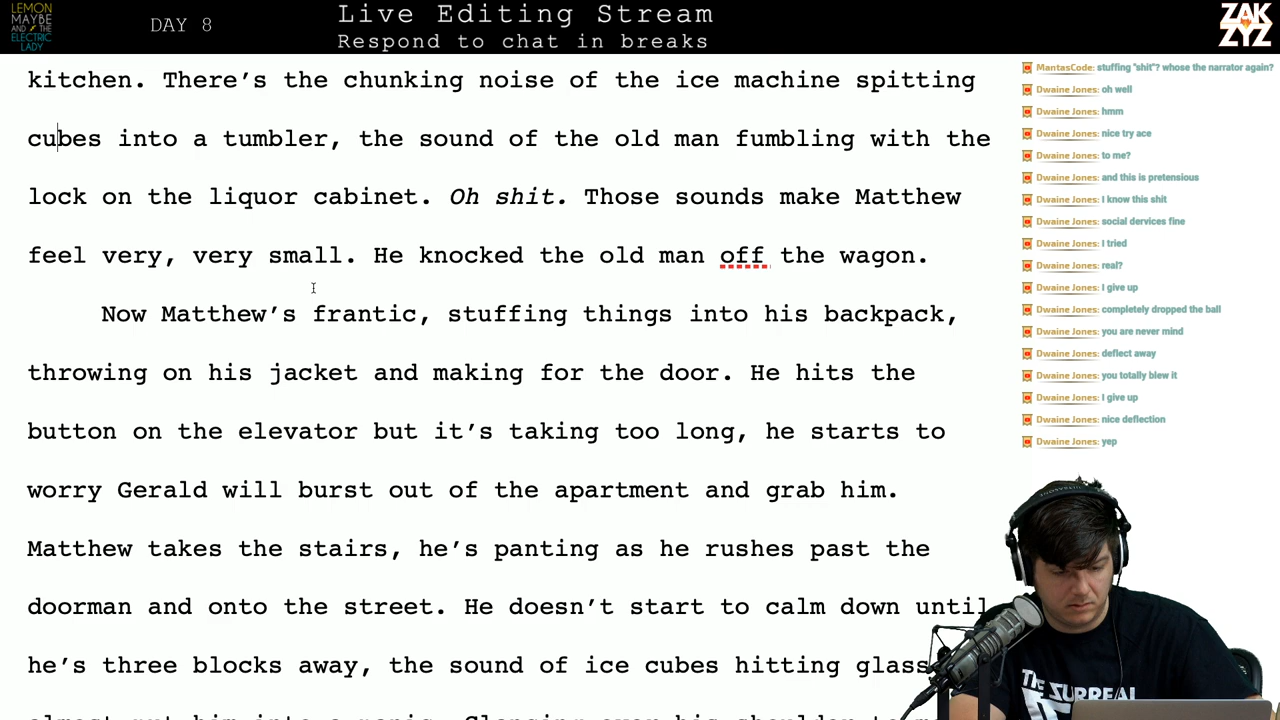 LEMON
MAYBE
AND THE
ELECTRIC
LADY
DAY 8
Live Editing Stream
Respond to chat in breaks
ZAK
ZYZ
kitchen. There’s the chunking noise of the ice machine spitting
cubes into a tumbler, the sound of the old man fumbling with the
lock on the liquor cabinet. Oh shit. Those sounds make Matthew
feel very, very small. He knocked the old man off the wagon.
Now Matthew’s frantic, stuffing things into his backpack,
throwing on his jacket and making for the door. He hits the
button on the elevator but it’s taking too long, he starts to
worry Gerald will burst out of the apartment and grab him.
Matthew takes the stairs, he’s panting as he rushes past the
doorman and onto the street. He doesn’t start to calm down until
he’s three blocks away, the sound of ice cubes hitting glass
MantasCode: stuffing "shit"? whose the narrator again?
Dwaine Jones: oh well
Dwaine Jones: hmm
Dwaine Jones: nice try ace
Dwaine Jones: to me?
Dwaine Jones: and this is pretensious
Dwaine Jones: I know this shit
Dwaine Jones: social dervices fine
Dwaine Jones: I tried
Dwaine Jones: real?
Dwaine Jones: I give up
Dwaine Jones: completely dropped the ball
Dwaine Jones: you are never mind
Dwaine Jones: deflect away
Dwaine Jones: you totally blew it
Dwaine Jones: I give up
Dwaine Jones: nice deflection
Dwaine Jones: yep
THE SURREAL